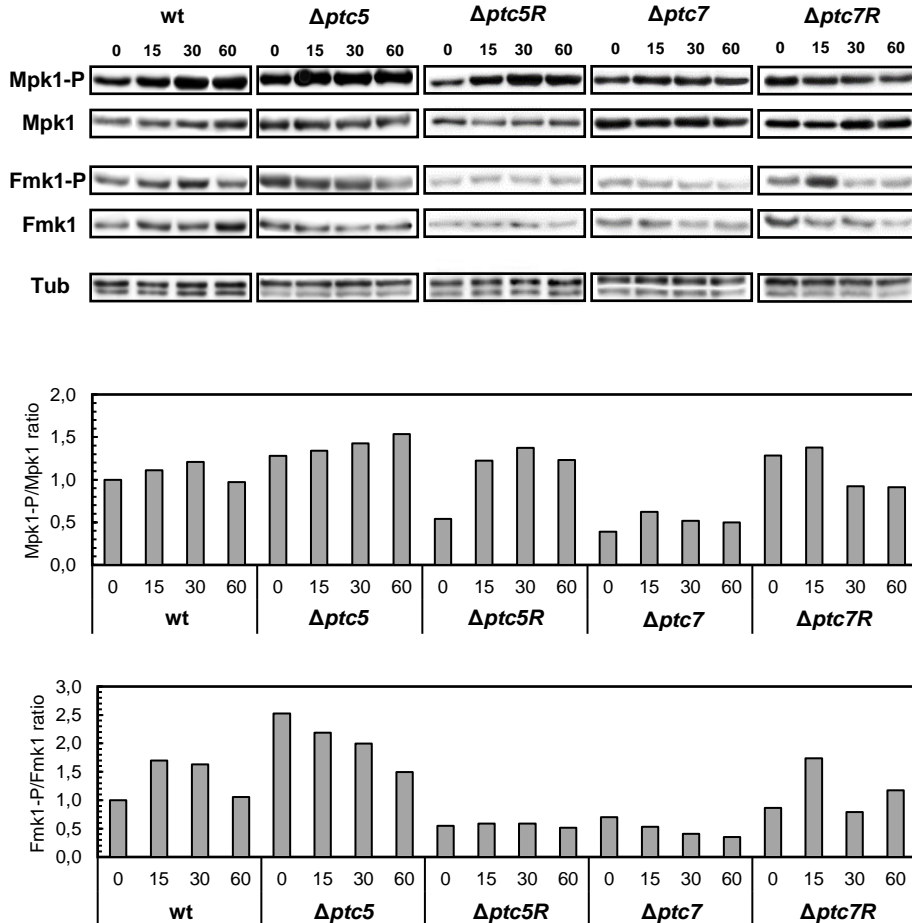 wt Δptc5 Δptc5R Δptc7 Δptc7R
0 15 30 60 0 15 30 60 0 15 30 60 0 15 30 60 0 15 30 60
Mpk1-P
Mpk1
Fmk1-P
Fmk1
Tub
Mpk1-P/Mpk1 ratio
2,0
1,5
1,0
0,5
0,0
0 15 30 60 0 15 30 60 0 15 30 60 0 15 30 60 0 15 30 60
wt Δptc5 Δptc5R Δptc7 Δptc7R
Fmk1-P/Fmk1 ratio
3,0
2,5
2,0
1,5
1,0
0,5
0,0
0 15 30 60 0 15 30 60 0 15 30 60 0 15 30 60 0 15 30 60
wt Δptc5 Δptc5R Δptc7 Δptc7R